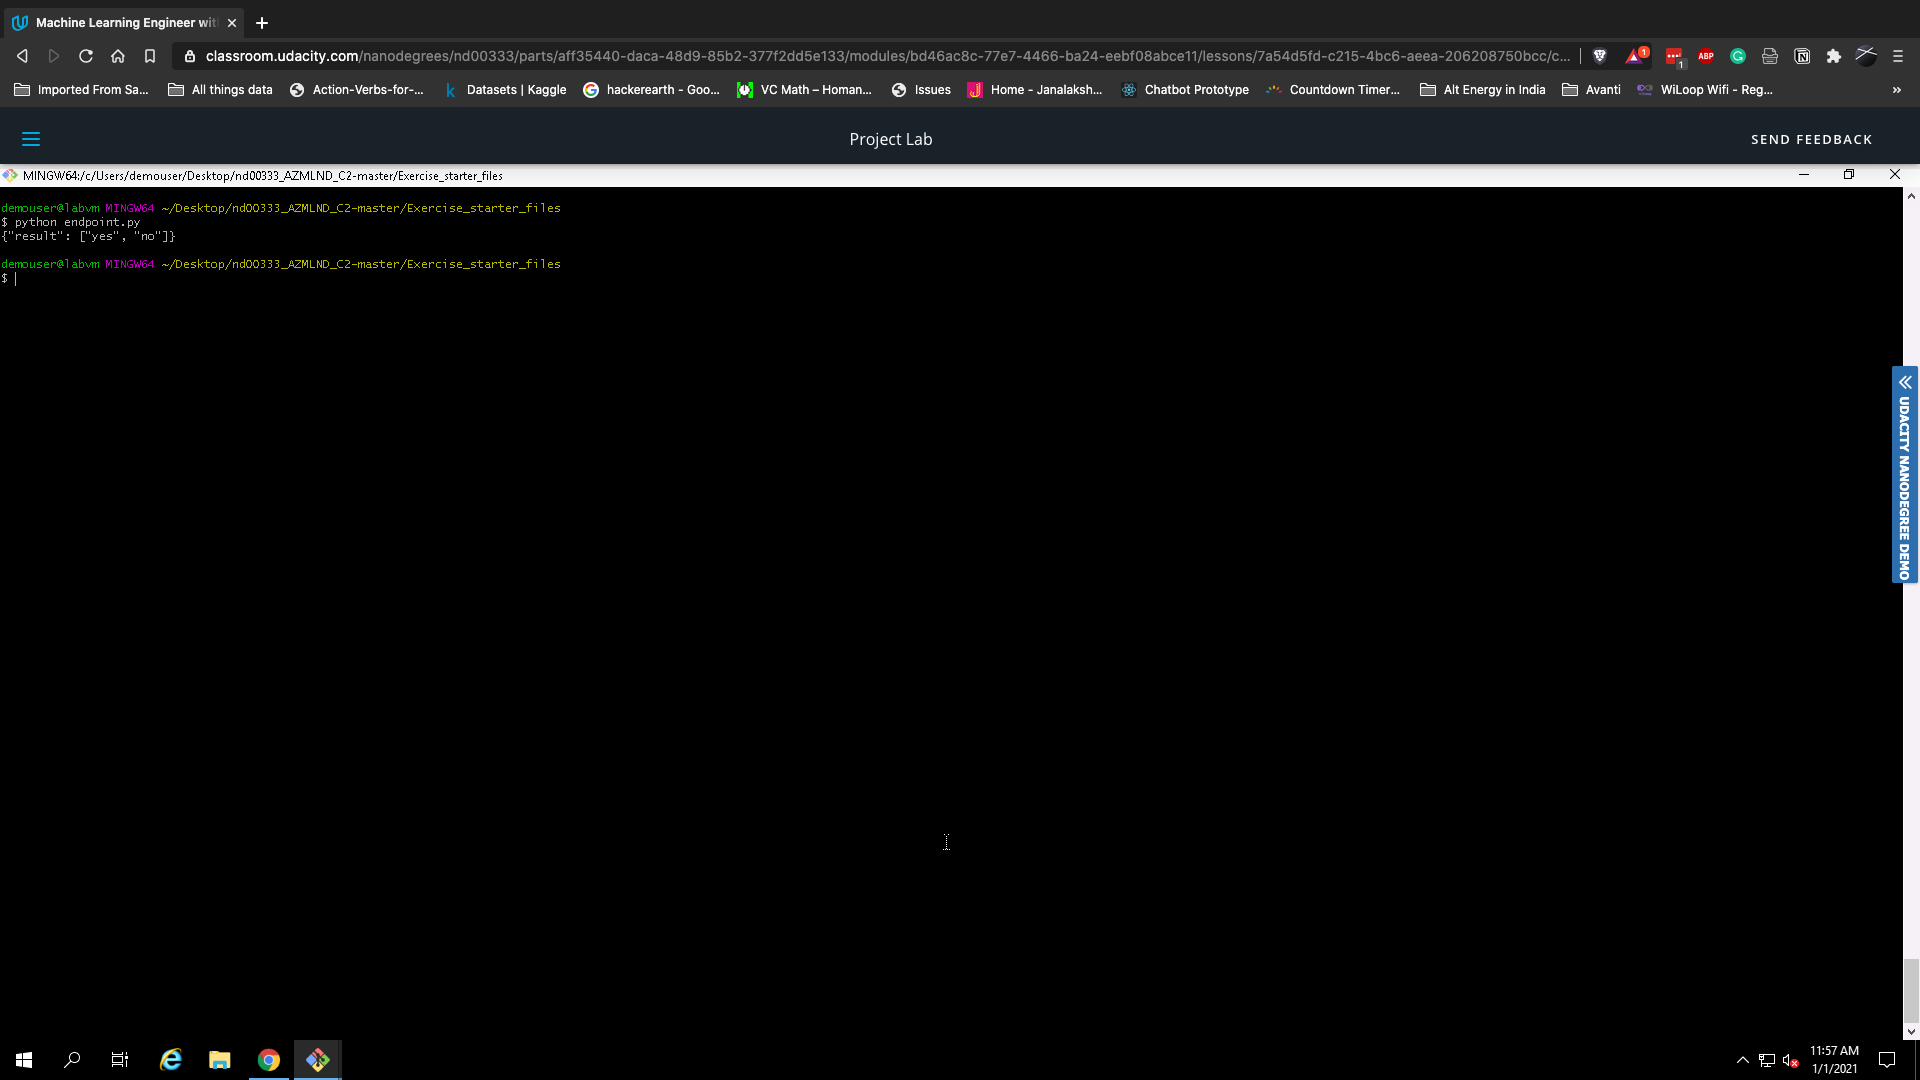 Machine Learning Engineer wit
classroom.udacity.com/nanodegrees/nd00333/parts/aff35440-daca-48d9-85b2-377f2dd5e133/modules/bd46ac8c-77e7-4466-ba24-eebf08abce11/lessons/7a54d5fd-c215-4bc6-aeea-206208750bcc/c...
1
1
ABP
Imported From Sa... All things data Action-Verbs-for-... Datasets | Kaggle hackerearth - Goo... VC Math – Homan... Issues Home - Janalaksh... Chatbot Prototype Countdown Timer... Alt Energy in India Avanti WiLoop Wifi - Reg... »
Project Lab
SEND FEEDBACK
MINGW64:/c/Users/demouser/Desktop/nd00333_AZMLND_C2-master/Exercise_starter_files
demouser@labvm MINGW64 ~/Desktop/nd00333_AZMLND_C2-master/Exercise_starter_files
$ python endpoint.py
{"result": ["yes", "no"]}
demouser@labvm MINGW64 ~/Desktop/nd00333_AZMLND_C2-master/Exercise_starter_files
$
UDACITY NANODEGREE DEMO
11:57 AM
1/1/2021